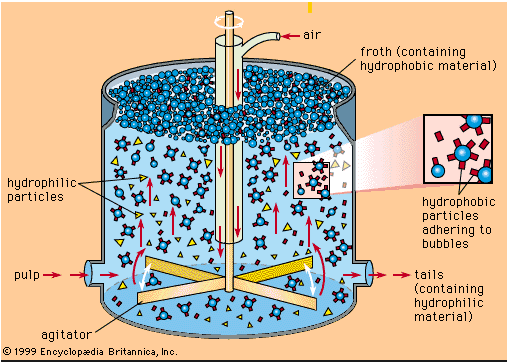 air
froth (containing
hydrophobic material)
hydrophilic
particles
hydrophobic
particles
adhering to
bubbles
pulp
tails
(containing
hydrophilic
material)
agitator
© 1999 Encyclopædia Britannica, Inc.